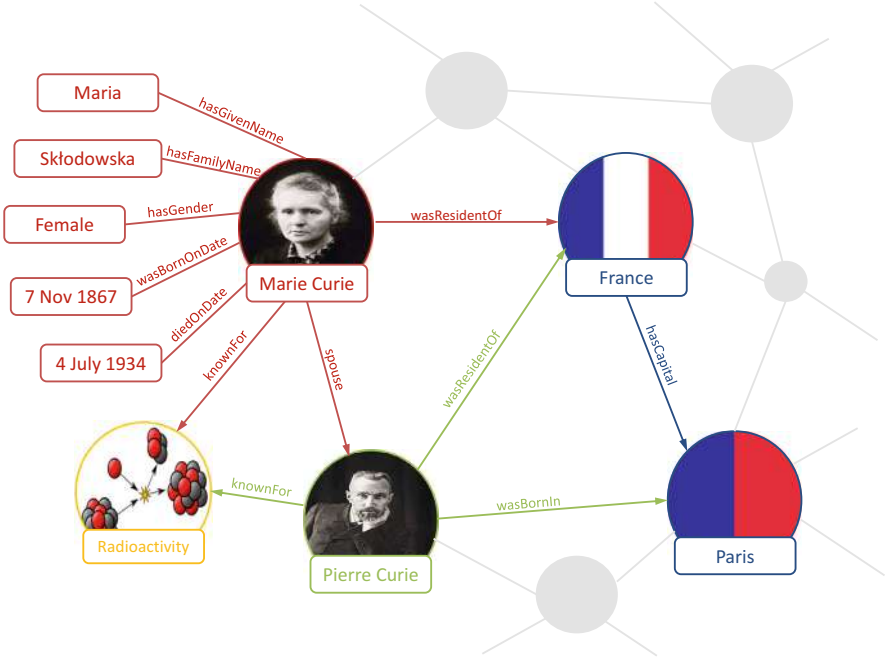 Maria
hasGivenName
Skłodowska
hasFamilyName
Female
hasGender
wasResidentOf
wasBornOnDate
7 Nov 1867
Marie Curie
France
diedOnDate
4 July 1934
knownFor
spouse
wasResidentOf
hasCapital
knownFor
wasBornIn
Radioactivity
Pierre Curie
Paris